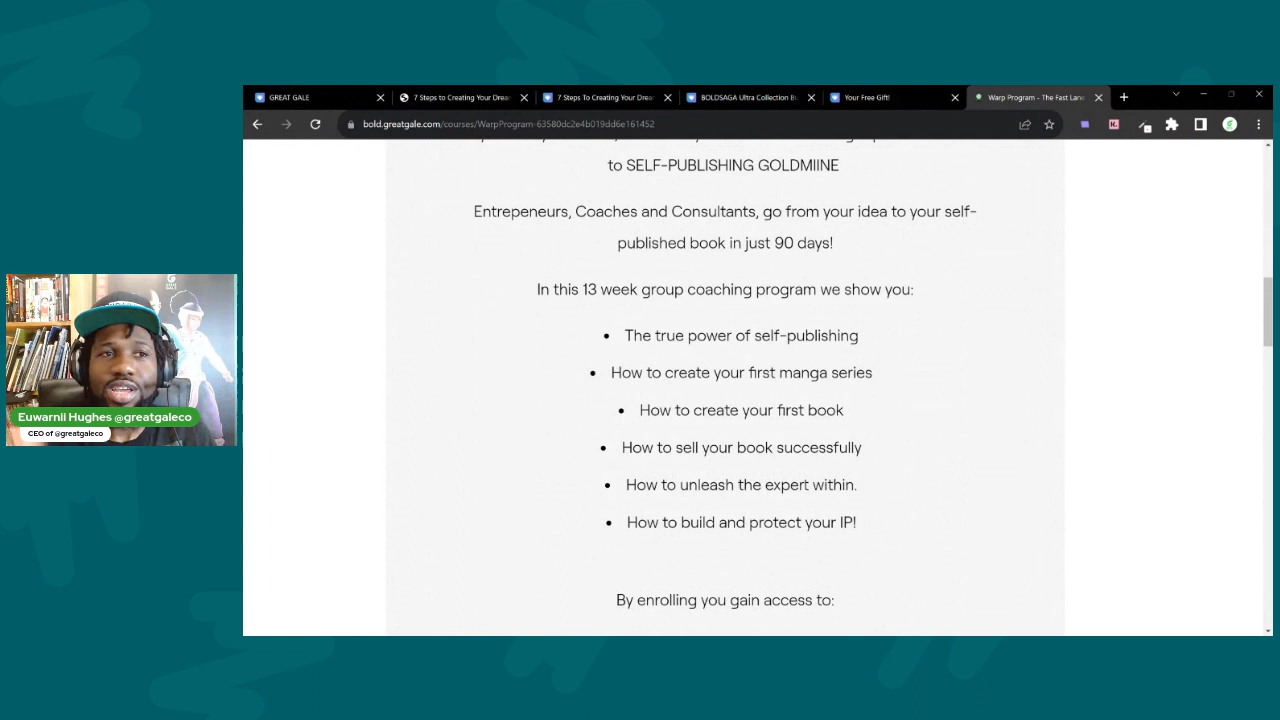 GREAT GALE
7 Steps to Creating Your Drea
7 Steps To Creating Your Drea
BOLDSAGA Ultra Collection Bu
Your Free Gift!
Warp Program - The Fast Lane
bold.greatgale.com/courses/WarpProgram-63580dc2e4b019dd6e161452
to SELF-PUBLISHING GOLDMIINE
Entrepeneurs, Coaches and Consultants, go from your idea to your self-
published book in just 90 days!
In this 13 week group coaching program we show you:
• The true power of self-publishing
• How to create your first manga series
• How to create your first book
• How to sell your book successfully
• How to unleash the expert within.
• How to build and protect your IP!
By enrolling you gain access to:
Euwarnii Hughes @greatgaleco
CEO of @greatgaleco